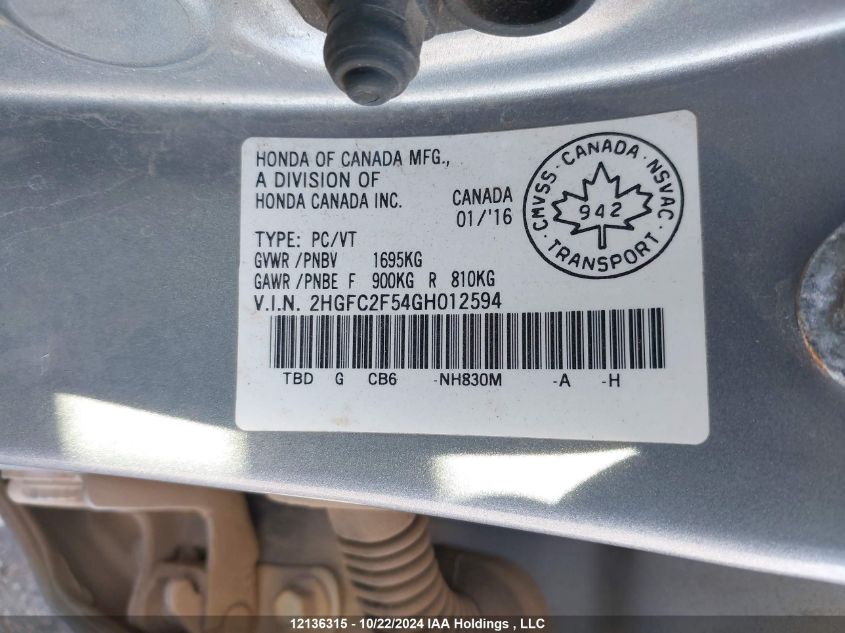 HONDA OF CANADA MFG.,
A DIVISION OF
HONDA CANADA INC.
CANADA
01/'16
TYPE: PC/VT
GVWR /PNBV 1695KG
GAWR /PNBE F 900KG R 810KG
V.I.N. 2HGFC2F54GH012594
TBD G CB6 -NH830M -A -H
CMVSS · CANADA · NSVAC · TRANSPORT ·
942
12136315 - 10/22/2024 IAA Holdings , LLC